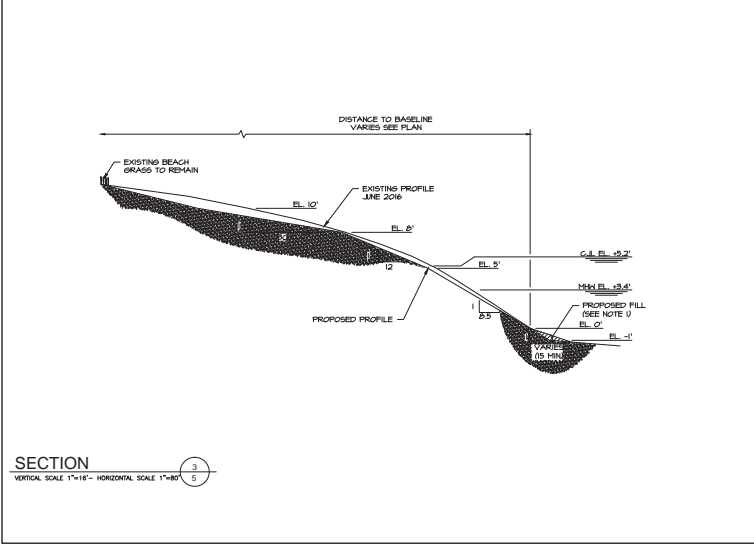 DISTANCE TO BASELINE
VARIES SEE PLAN
EXISTING BEACH
GRASS TO REMAIN
EXISTING PROFILE
JUNE 2016
EL. 10'
EL. 8'
CJL EL. +5.2'
EL. 5'
1
1
12
MHW EL. +3.4'
PROPOSED FILL
(SEE NOTE 1)
PROPOSED PROFILE
1
8.5
EL. 0'
EL. -1'
1
VARIES
(15 MIN)
SECTION
3
5
VERTICAL SCALE 1"=16'- HORIZONTAL SCALE 1"=80'